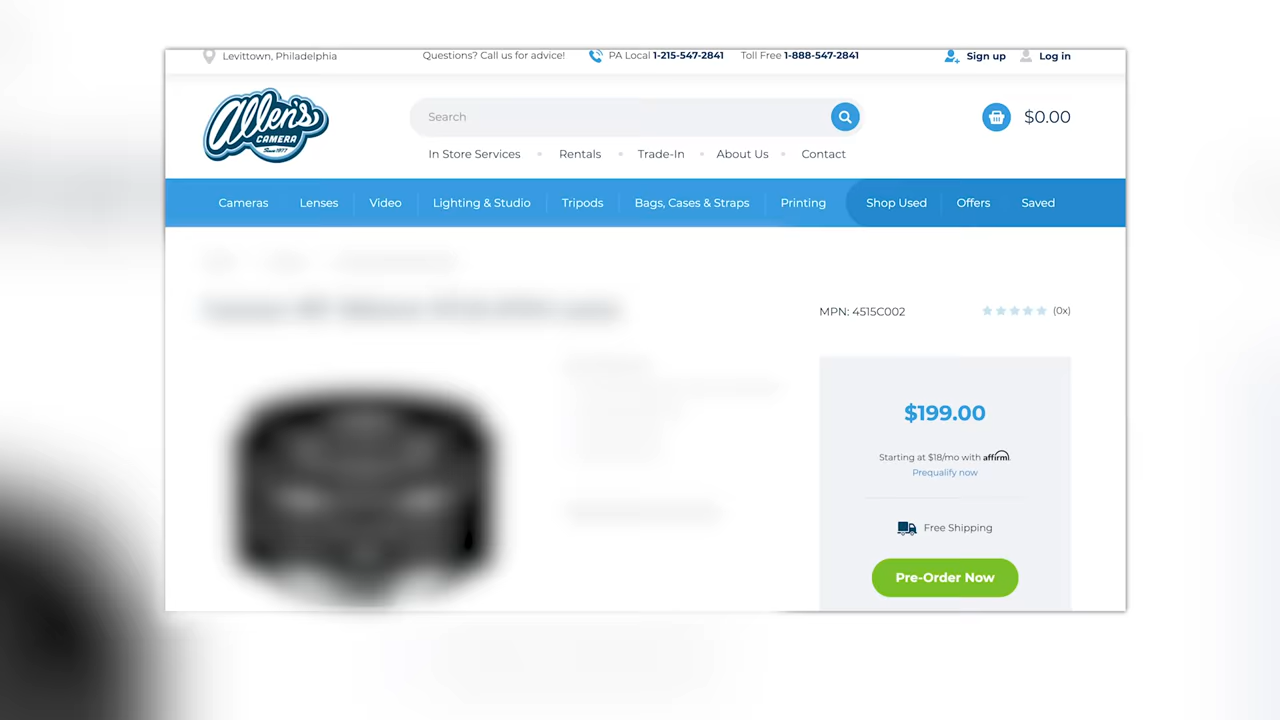 Levittown, Philadelphia
Questions? Call us for advice!
PA Local 1-215-547-2841
Toll Free 1-888-547-2841
Sign up
Log in
Allen's
CAMERA
Since 1977
Search
$0.00
In Store Services
Rentals
Trade-In
About Us
Contact
Cameras
Lenses
Video
Lighting & Studio
Tripods
Bags, Cases & Straps
Printing
Shop Used
Offers
Saved
MPN: 4515C002
(0x)
$199.00
Starting at $18/mo with affirm.
Prequalify now
Free Shipping
Pre-Order Now